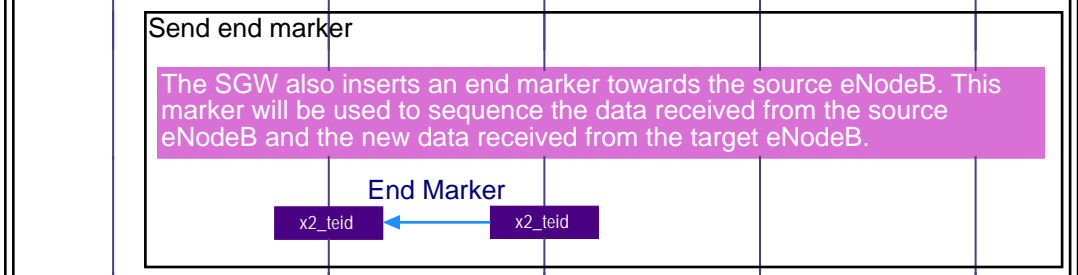 Send end marker
The SGW also inserts an end marker towards the source eNodeB. This
marker will be used to sequence the data received from the source
eNodeB and the new data received from the target eNodeB.
End Marker
x2_teid x2_teid